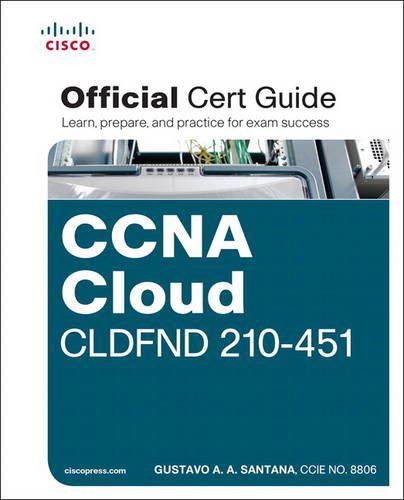 CISCO
Official Cert Guide
Learn, prepare, and practice for exam success
CCNA
Cloud
CLDFND 210-451
ciscopress.com
GUSTAVO A. A. SANTANA, CCIE NO. 8806